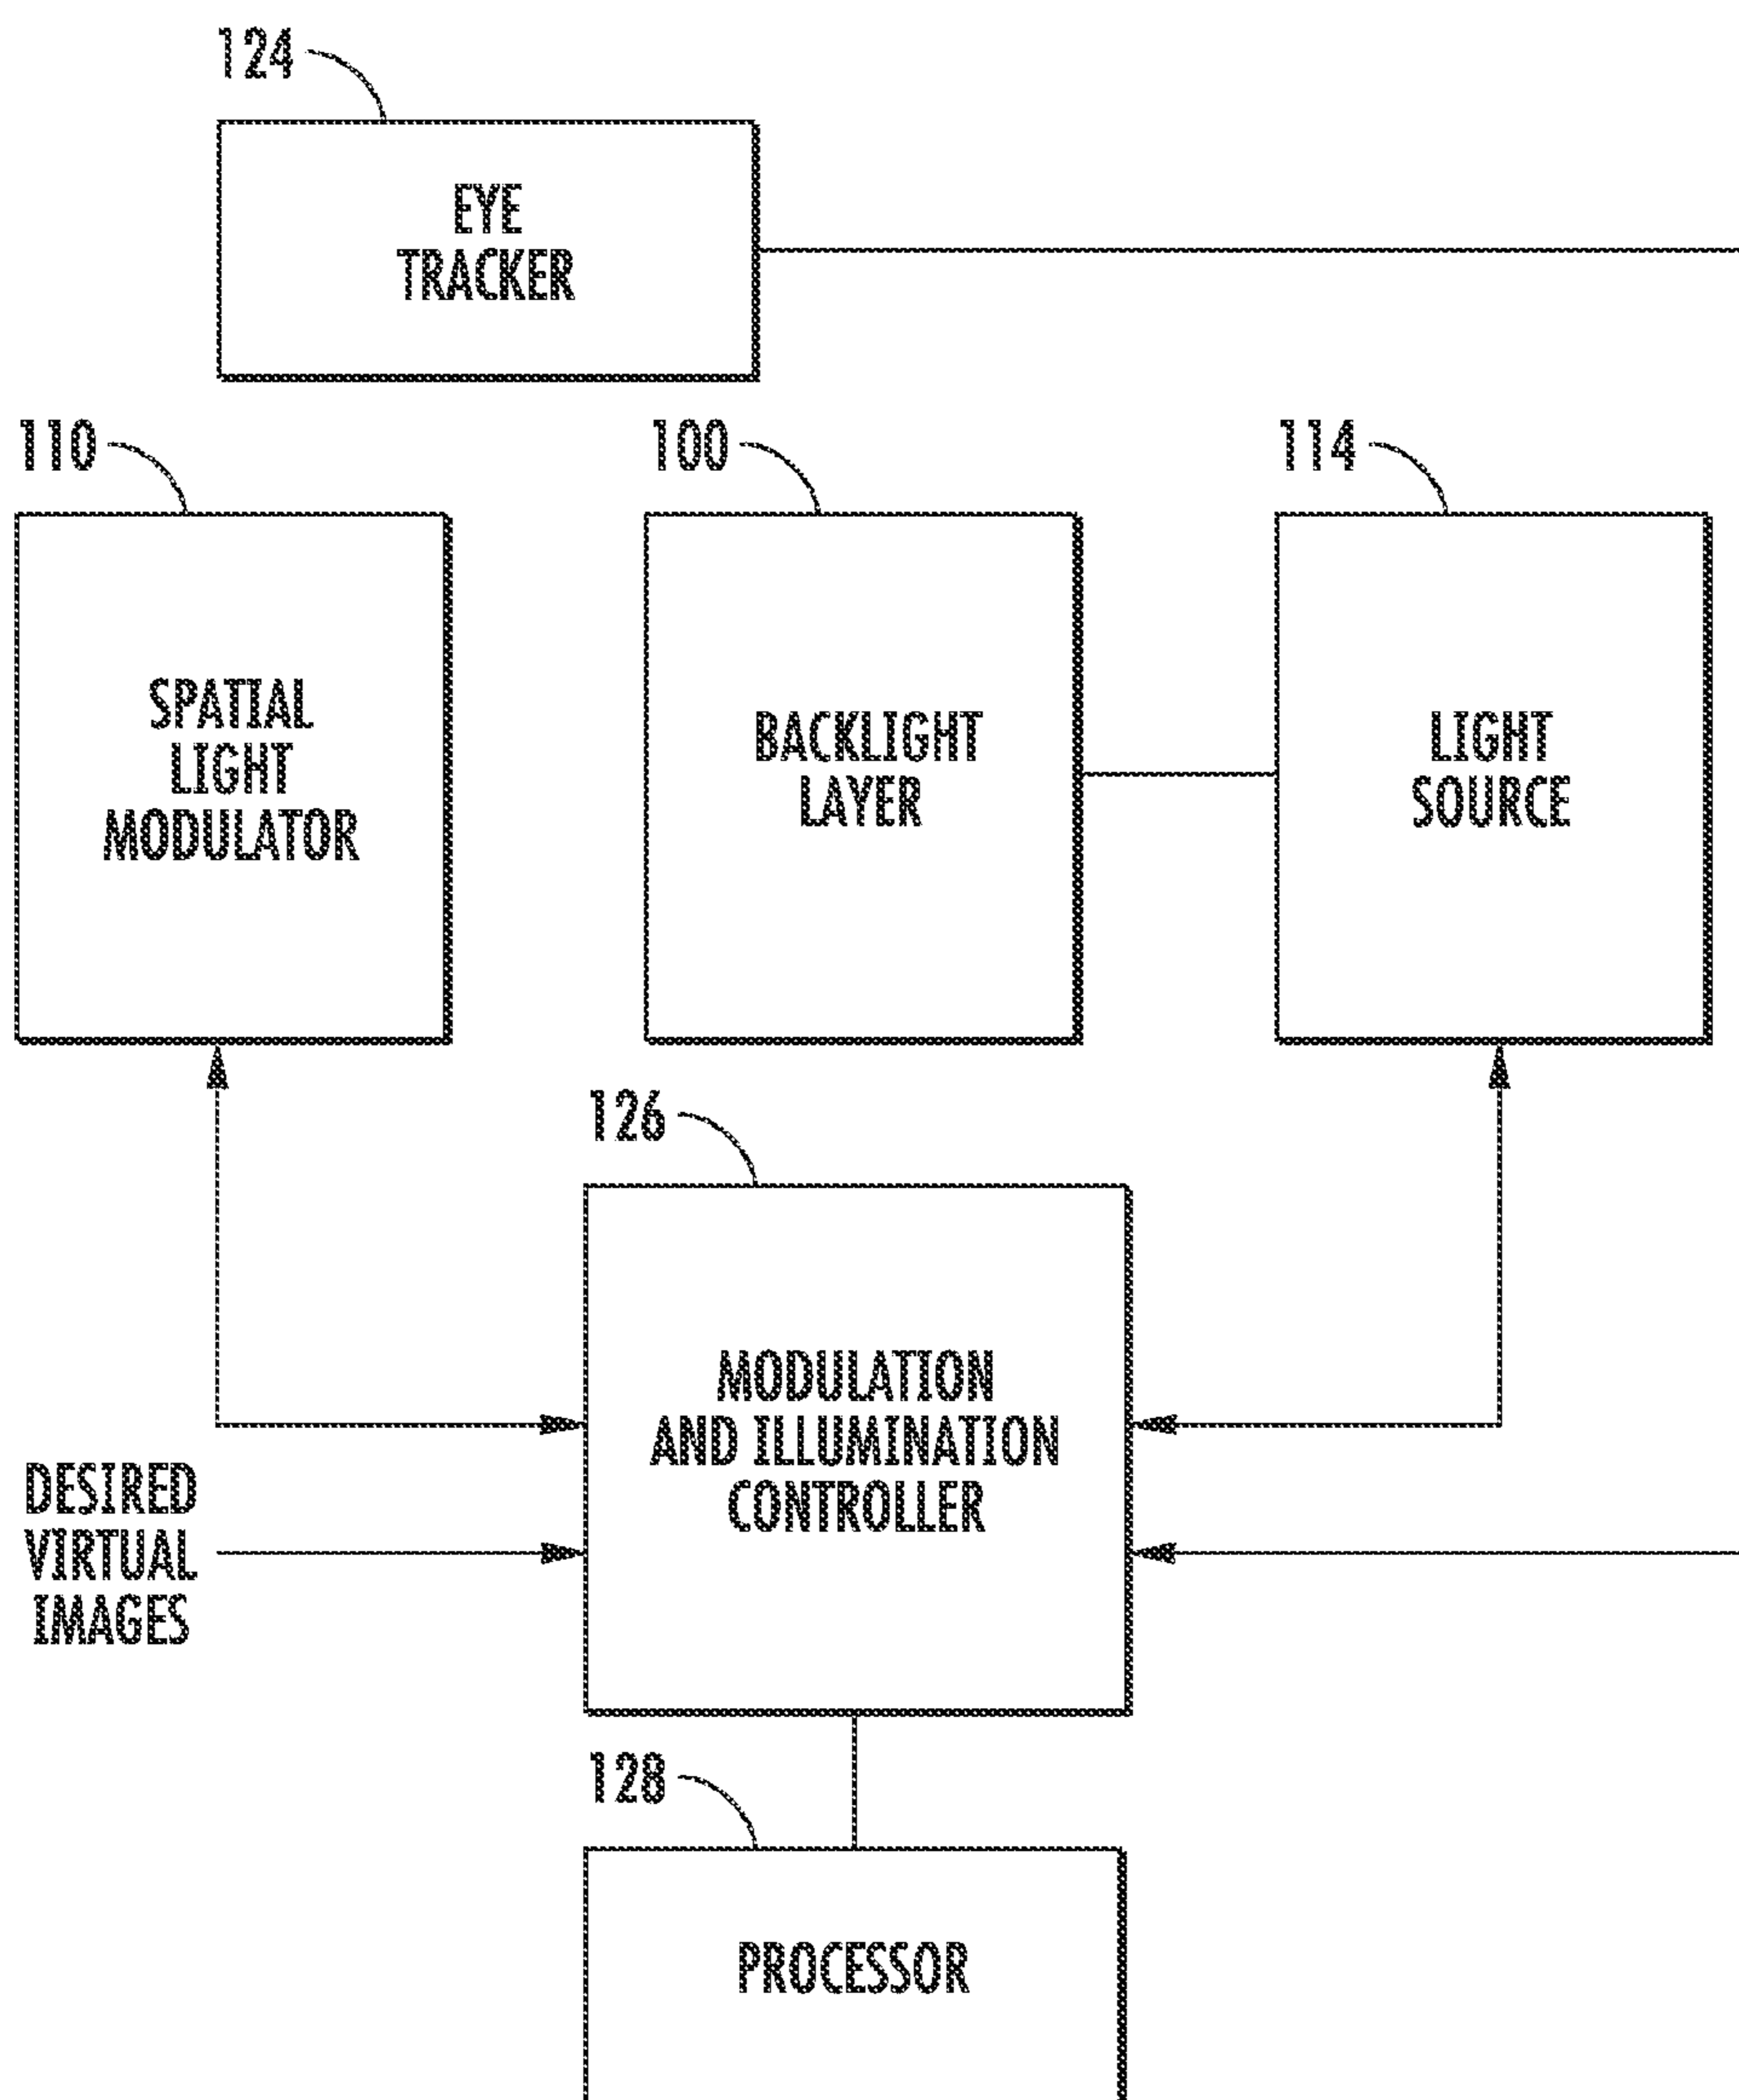 124
EYE
TRACKER
110
100
114
SPATIAL
LIGHT
MODULATOR
BACKLIGHT
LAYER
LIGHT
SOURCE
126
MODULATION
AND ILLUMINATION
CONTROLLER
DESIRED
VIRTUAL
IMAGES
128
PROCESSOR